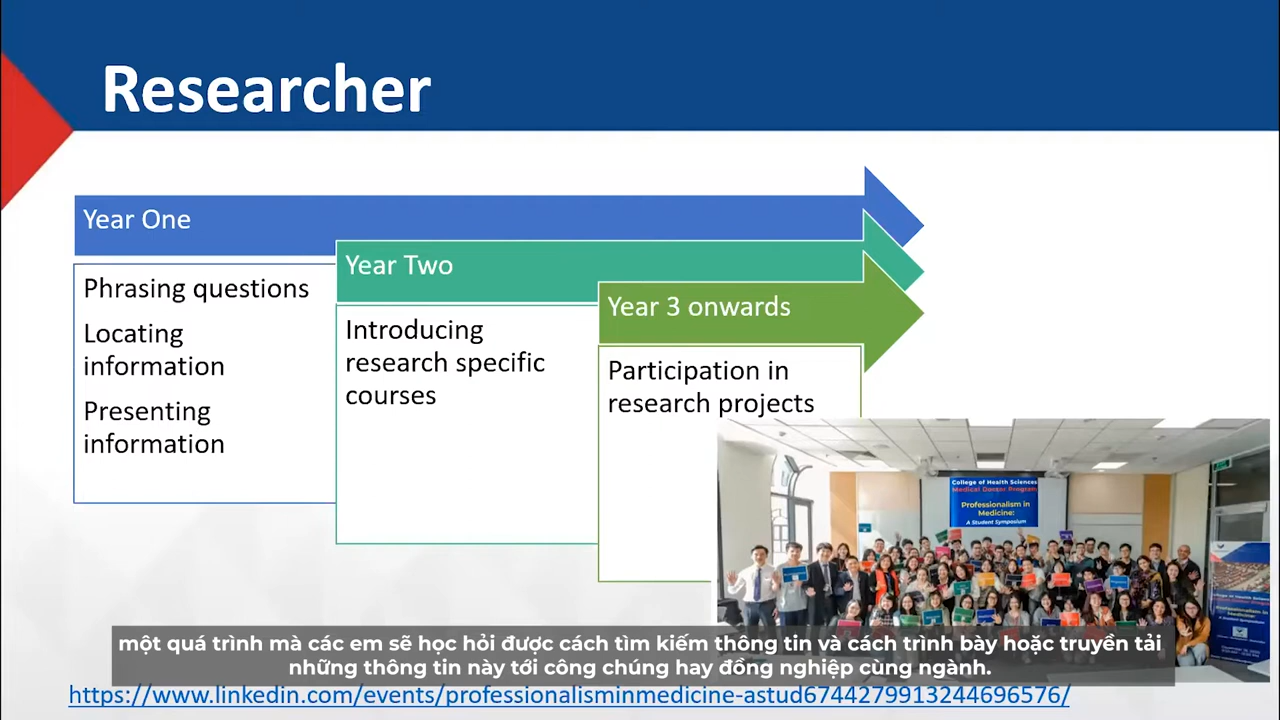 Researcher
Year One
Phrasing questions
Locating
information
Presenting
information
Year Two
Introducing
research specific
courses
Year 3 onwards
Participation in
research projects
College of Health Sciences
Medical Doctor Program
Professionalism in
Medicine:
A Student Symposium
một quá trình mà các em sẽ học hỏi được cách tìm kiếm thông tin và cách trình bày hoặc truyền tải
những thông tin này tới công chúng hay đồng nghiệp cùng ngành.
https://www.linkedin.com/events/professionalisminmedicine-astud6744279913244696576/